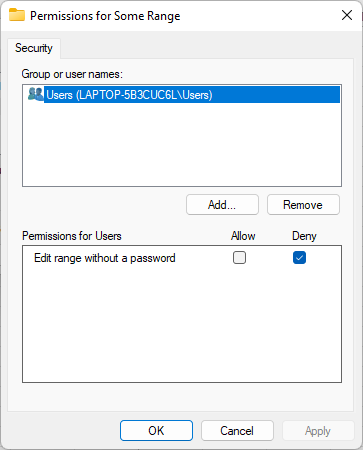 Permissions for Some Range
Security
Group or user names:
Users (LAPTOP-5B3CUC6L\Users)
Add...
Remove
Permissions for Users
Allow
Deny
Edit range without a password
OK
Cancel
Apply